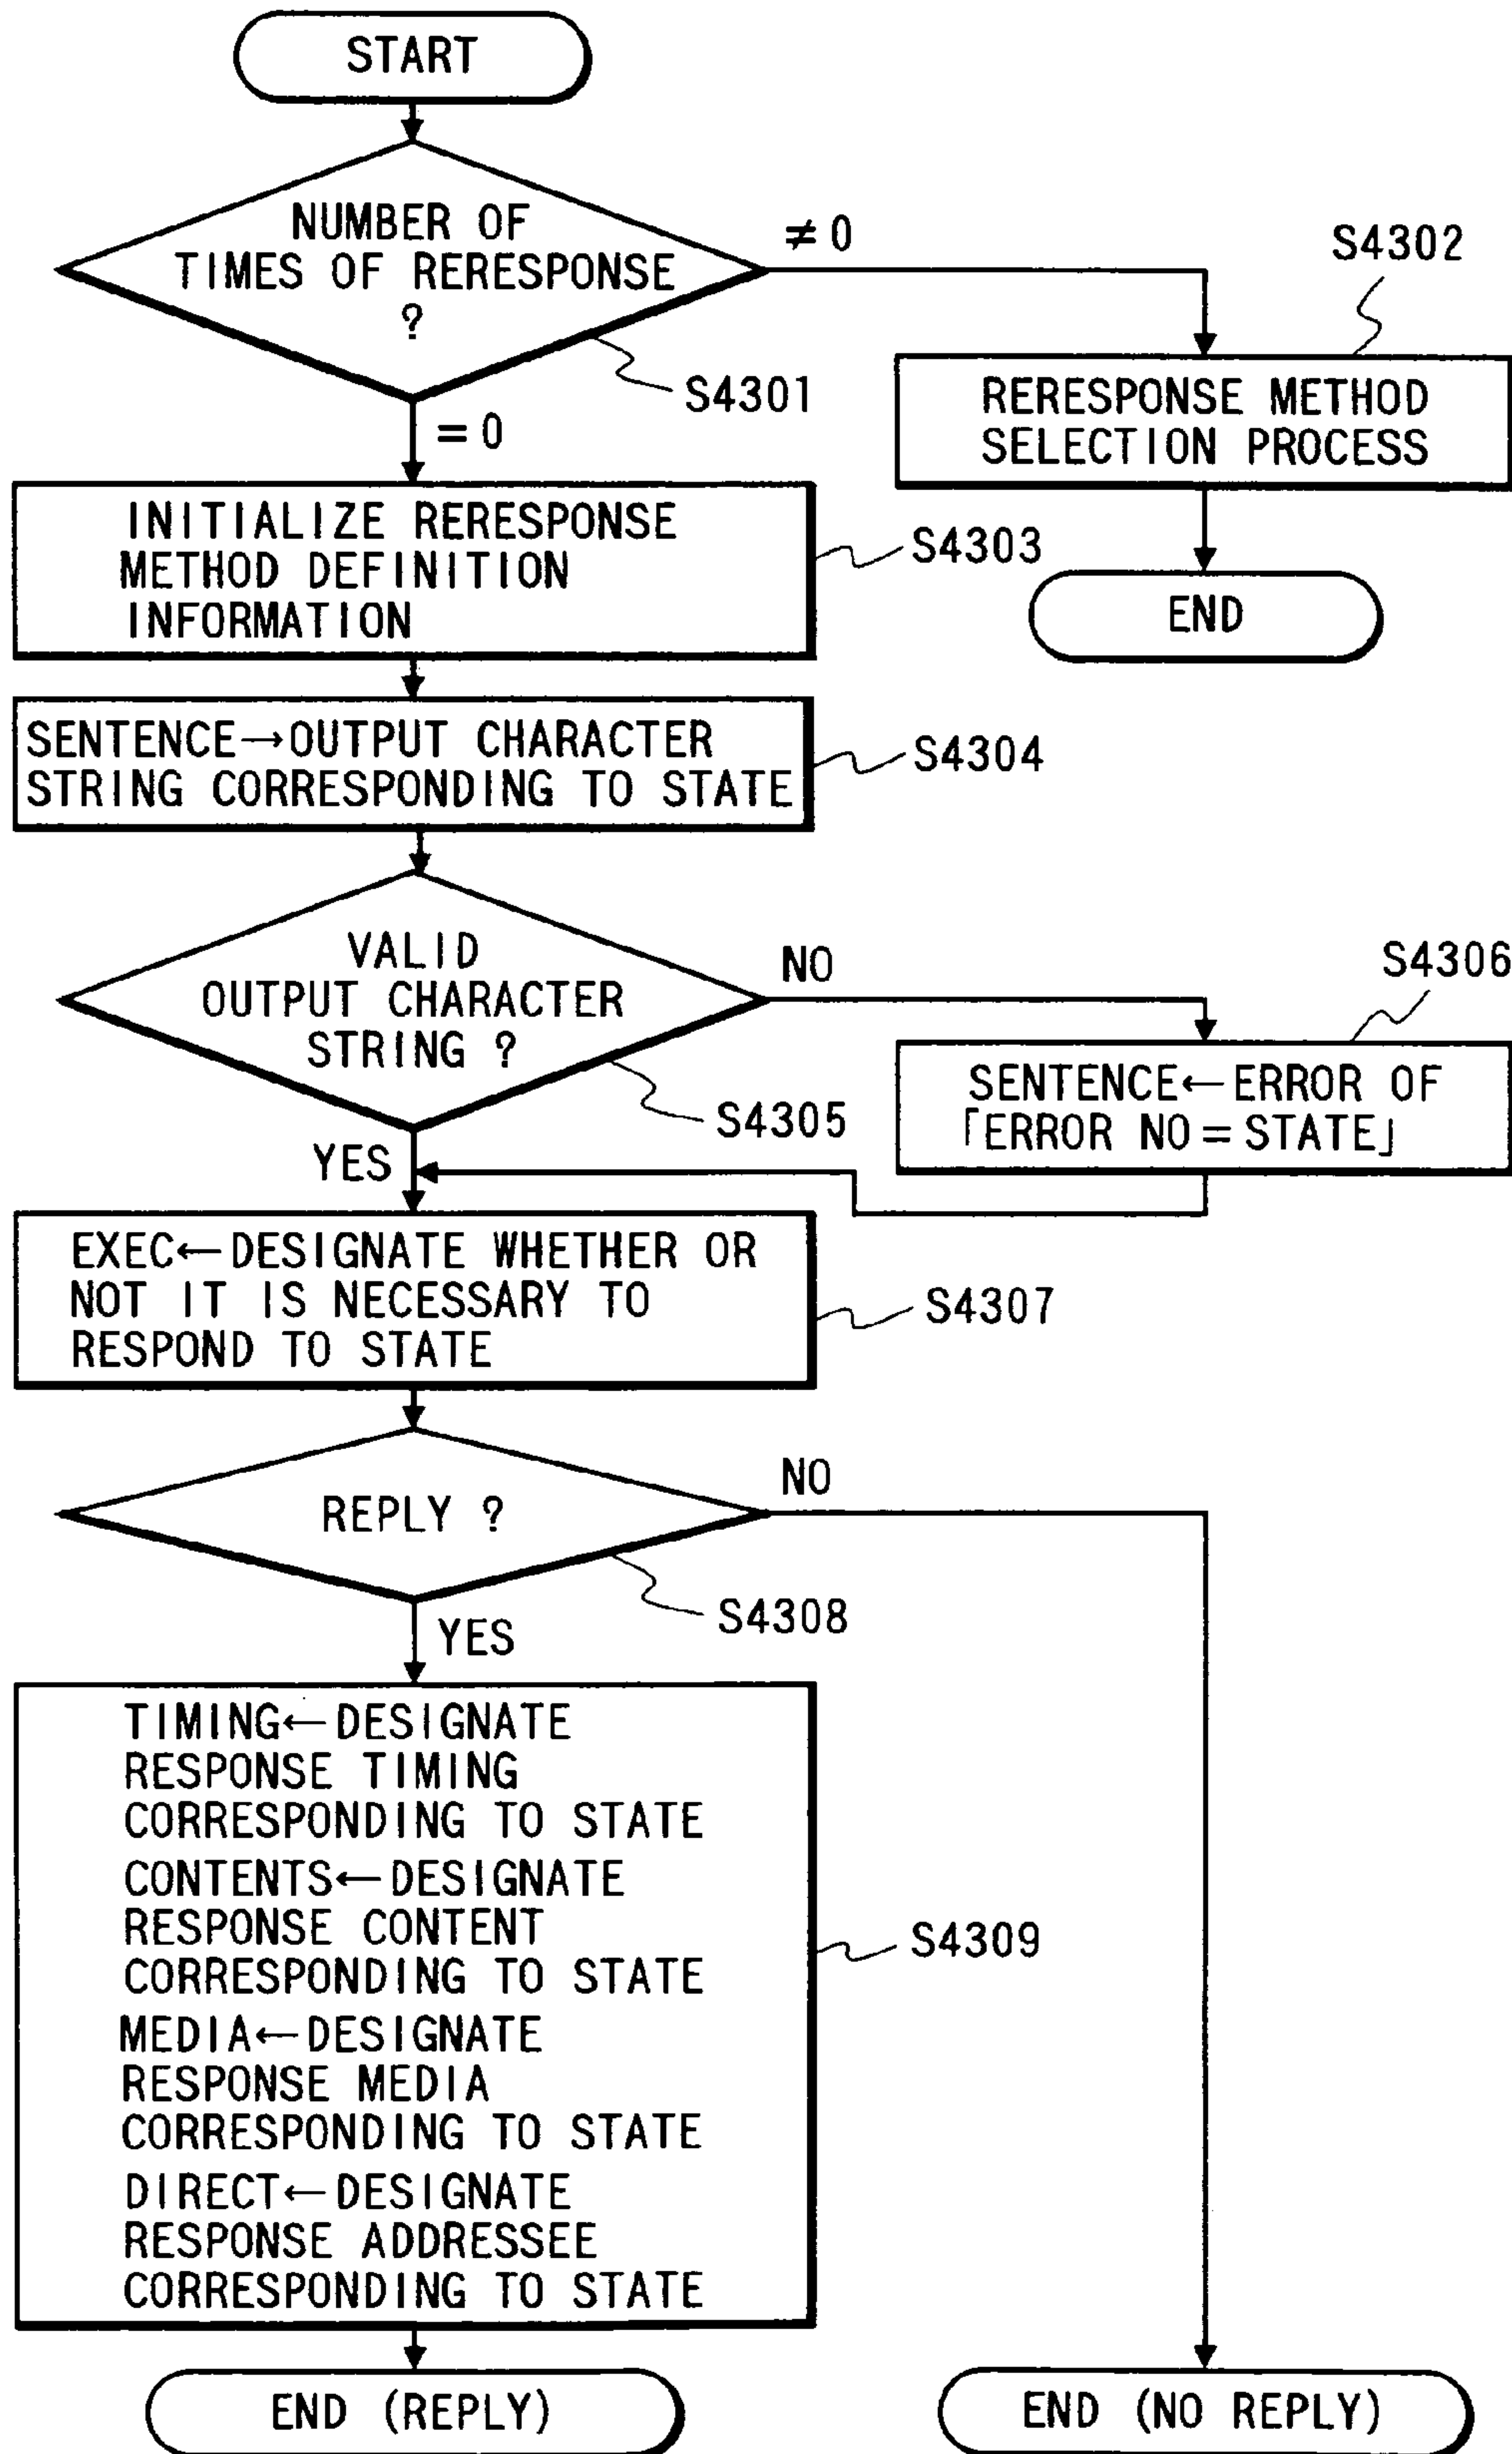 START
NUMBER OF
TIMES OF RERESPONSE
?
≠0
S4302
S4301
RERESPONSE METHOD
SELECTION PROCESS
=0
INITIALIZE RERESPONSE
METHOD DEFINITION
INFORMATION
S4303
END
SENTENCE→OUTPUT CHARACTER
STRING CORRESPONDING TO STATE
S4304
VALID
OUTPUT CHARACTER
STRING ?
NO
S4306
S4305
SENTENCE←ERROR OF
「ERROR NO=STATE」
YES
EXEC←DESIGNATE WHETHER OR
NOT IT IS NECESSARY TO
RESPOND TO STATE
S4307
REPLY ?
NO
S4308
YES
TIMING←DESIGNATE
RESPONSE TIMING
CORRESPONDING TO STATE
CONTENTS←DESIGNATE
RESPONSE CONTENT
CORRESPONDING TO STATE
MEDIA←DESIGNATE
RESPONSE MEDIA
CORRESPONDING TO STATE
DIRECT←DESIGNATE
RESPONSE ADDRESSEE
CORRESPONDING TO STATE
S4309
END (REPLY)
END (NO REPLY)